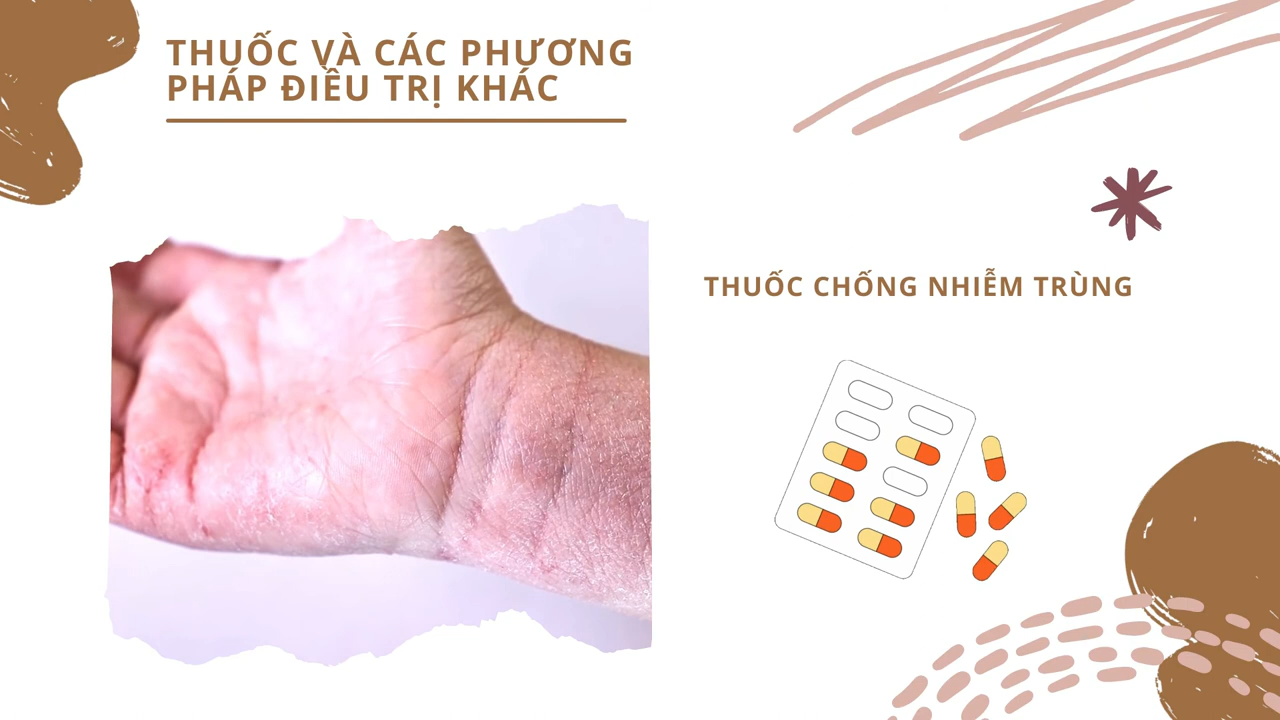 THUỐC VÀ CÁC PHƯƠNG
PHÁP ĐIỀU TRỊ KHÁC
THUỐC CHỐNG NHIỄM TRÙNG